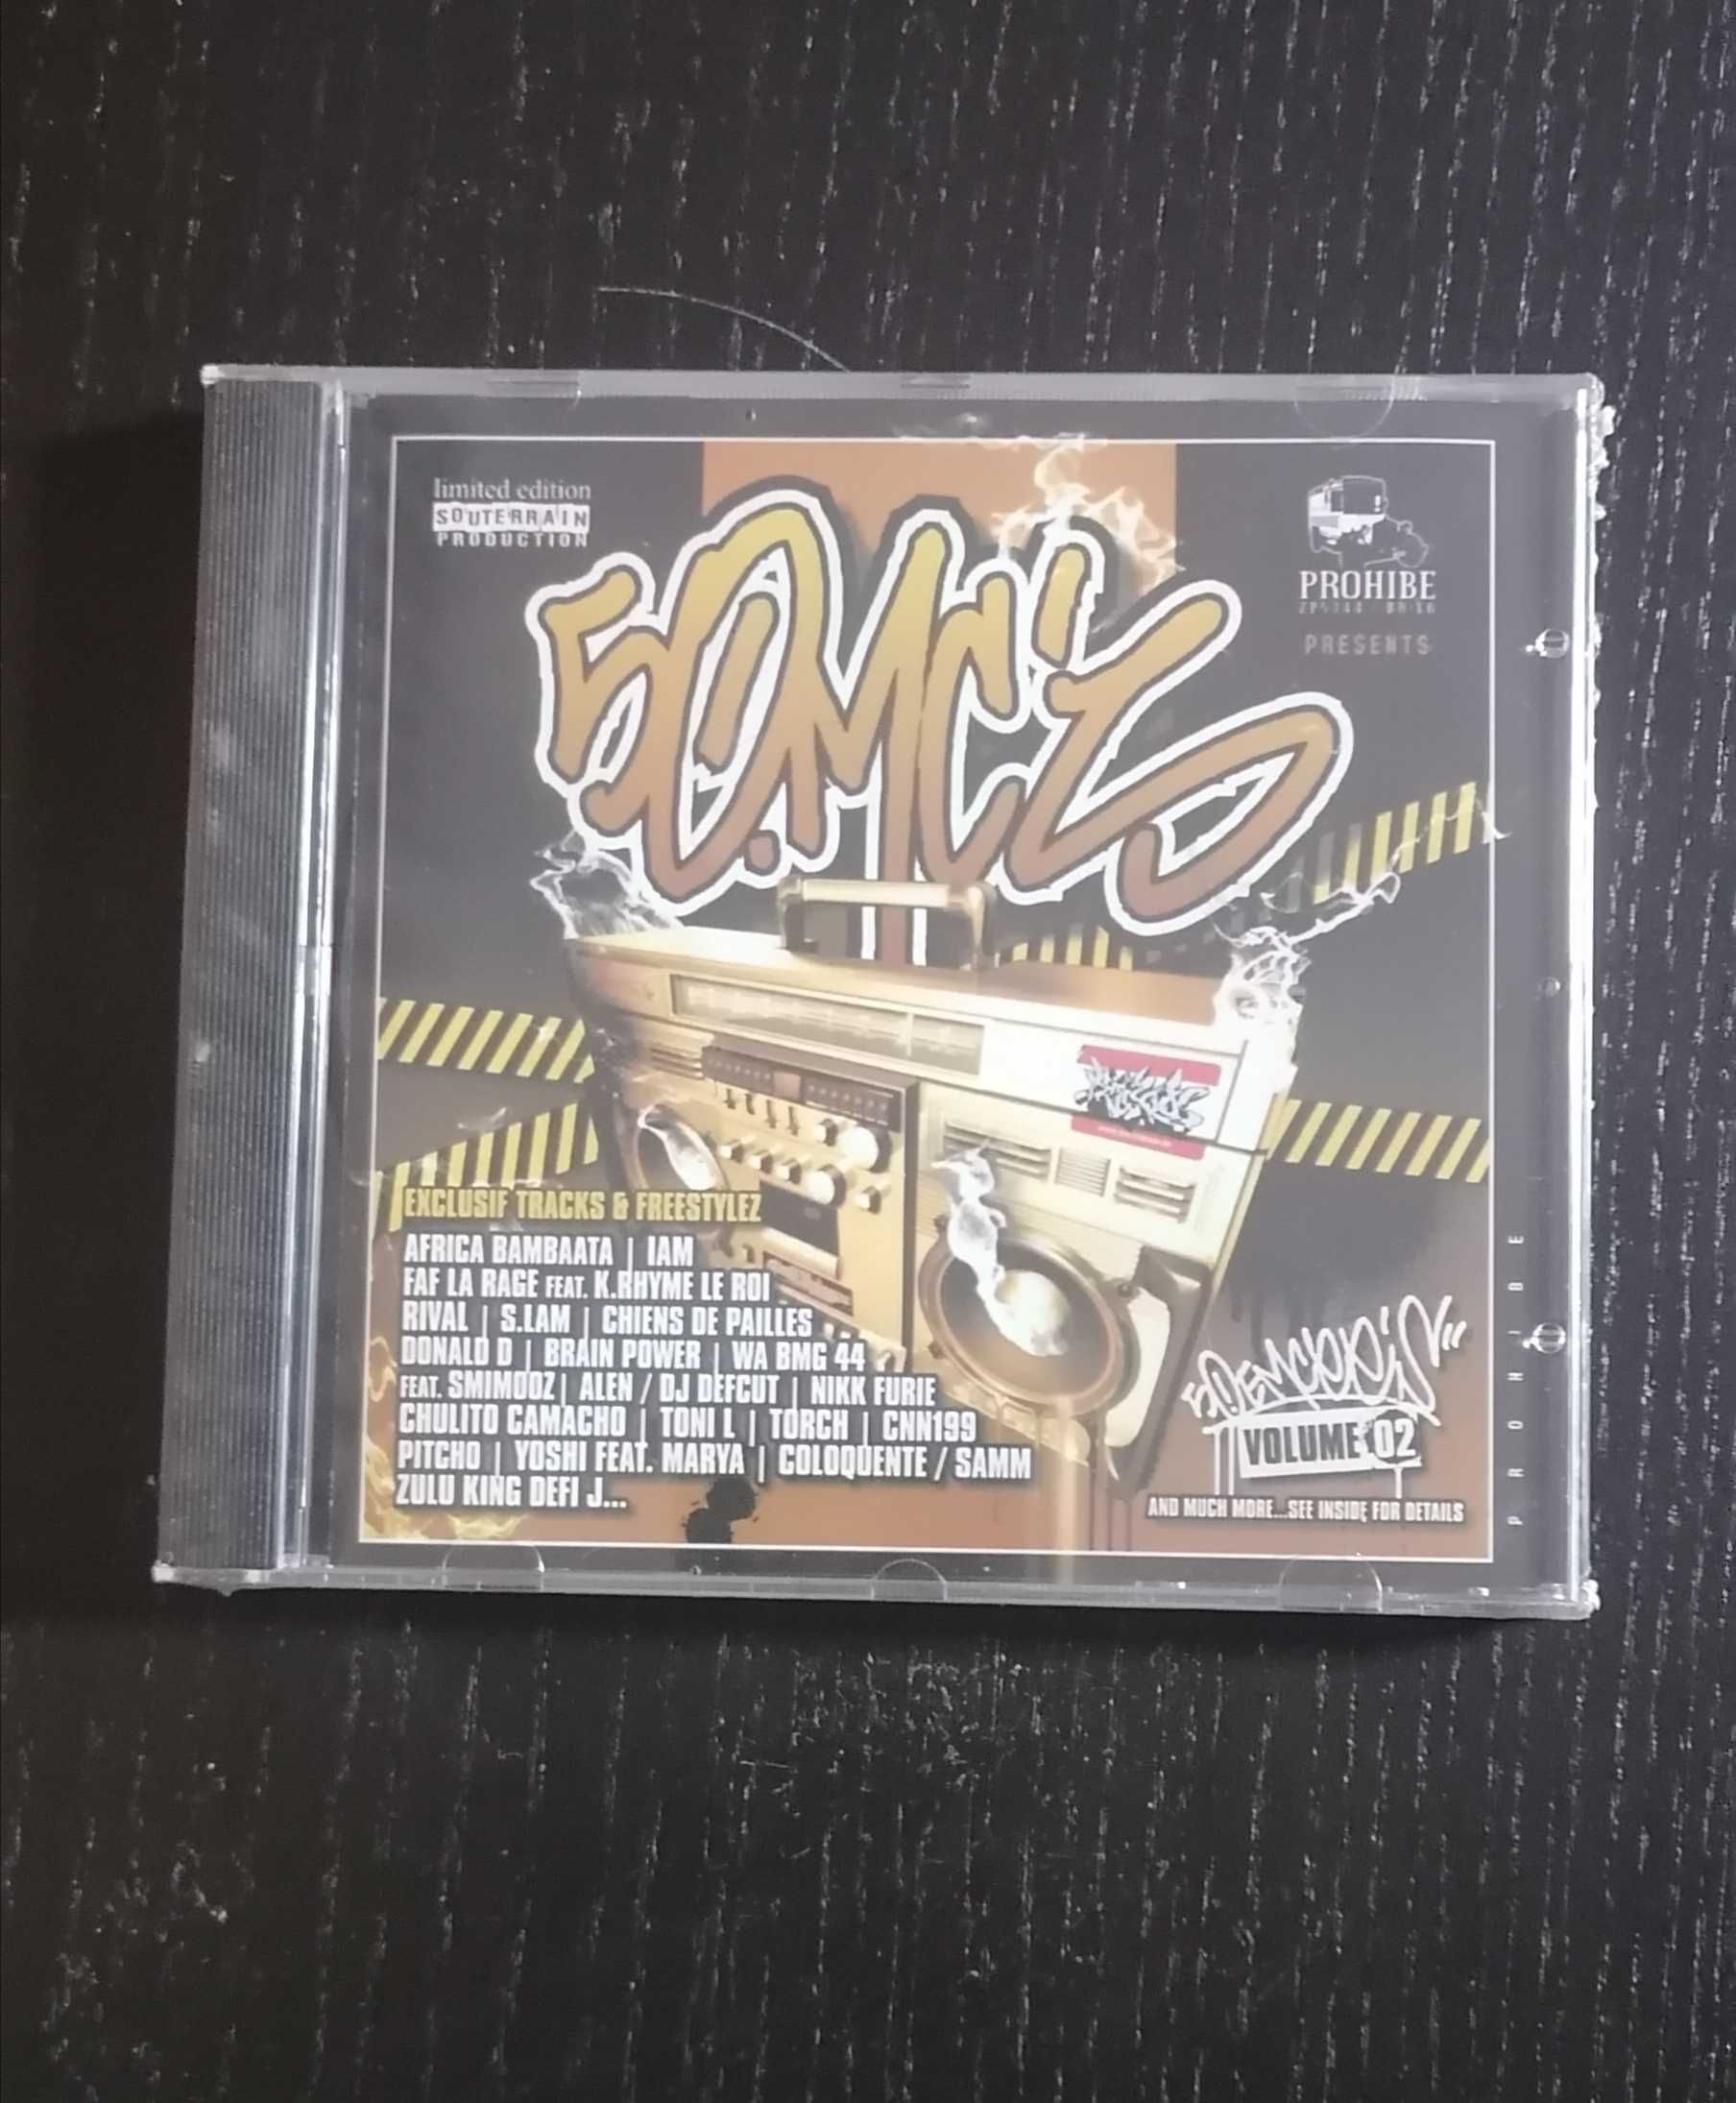 limited edition
SOUTERRAIN
PRODUCTION
50.MC'z
PROHIBE
PRESENTS
EXCLUSIF TRACKS & FREESTYLEZ
AFRICA BAMBAATA | IAM
FAF LA RAGE FEAT. K.RHYME LE ROI
RIVAL | S.LAM | CHIENS DE PAILLES
DONALD D | BRAIN POWER | WA BMG 44
FEAT. SMIMOOZ | ALEN / DJ DEFCUT | NIKK FURIE
CHULITO CAMACHO | TONI L | TORCH | CNN199
PITCHO | YOSHI FEAT. MARYA | COLOQUENTE / SAMM
ZULU KING DEFI J...
VOLUME 02
AND MUCH MORE...SEE INSIDE FOR DETAILS
PROHIBE